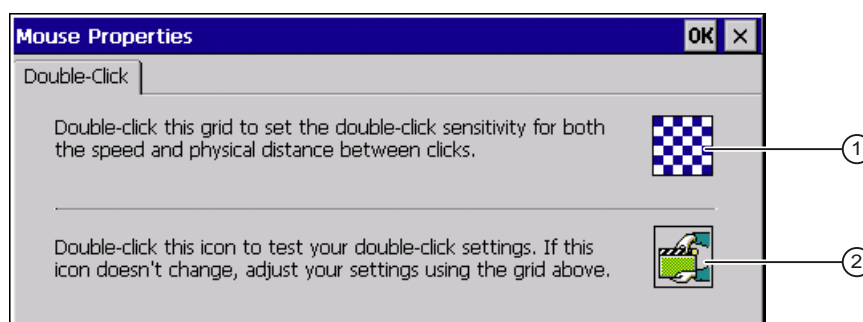 Mouse Properties
OK ×
Double-Click
Double-click this grid to set the double-click sensitivity for both
the speed and physical distance between clicks.
1
Double-click this icon to test your double-click settings. If this
icon doesn't change, adjust your settings using the grid above.
2